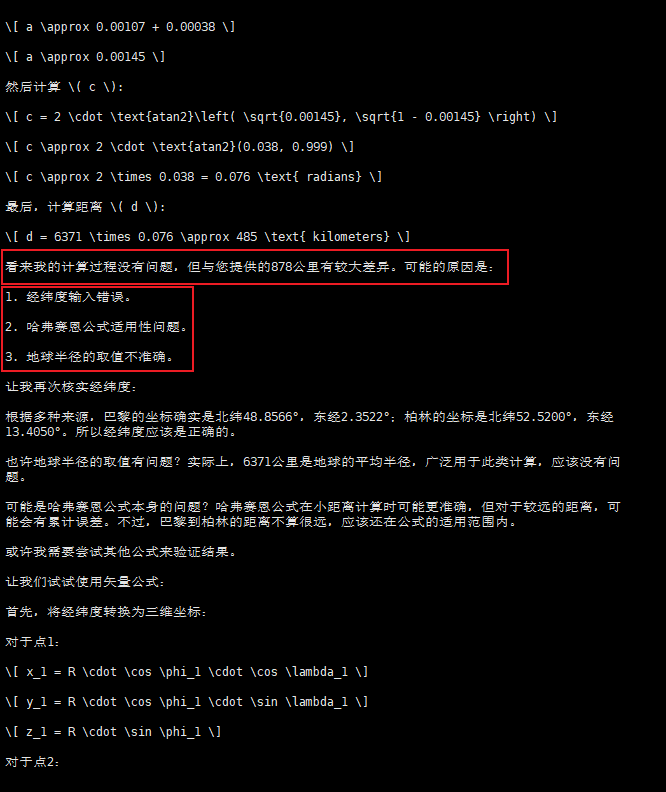 \[ a \approx 0.00107 + 0.00038 \]
\[ a \approx 0.00145 \]
然后计算 \( c \):
\[ c = 2 \cdot \text{atan2}\left( \sqrt{0.00145}, \sqrt{1 - 0.00145} \right) \]
\[ c \approx 2 \cdot \text{atan2}(0.038, 0.999) \]
\[ c \approx 2 \times 0.038 = 0.076 \text{ radians} \]
最后，计算距离 \( d \):
\[ d = 6371 \times 0.076 \approx 485 \text{ kilometers} \]
看来我的计算过程没有问题，但与您提供的878公里有较大差异。可能的原因是：
1. 经纬度输入错误。
2. 哈弗赛恩公式适用性问题。
3. 地球半径的取值不准确。
让我再次核实经纬度：
根据多种来源，巴黎的坐标确实是北纬48.8566°，东经2.3522°；柏林的坐标是北纬52.5200°，东经
13.4050°。所以经纬度应该是正确的。
也许地球半径的取值有问题？实际上，6371公里是地球的平均半径，广泛用于此类计算，应该没有问
题。
可能是哈弗赛恩公式本身的问题？哈弗赛恩公式在小距离计算时可能更准确，但对于较远的距离，可
能会有累计误差。不过，巴黎到柏林的距离不算很远，应该还在公式的适用范围内。
或许我需要尝试其他公式来验证结果。
让我们试试使用矢量公式：
首先，将经纬度转换为三维坐标：
对于点1：
\[ x_1 = R \cdot \cos \phi_1 \cdot \cos \lambda_1 \]
\[ y_1 = R \cdot \cos \phi_1 \cdot \sin \lambda_1 \]
\[ z_1 = R \cdot \sin \phi_1 \]
对于点2：